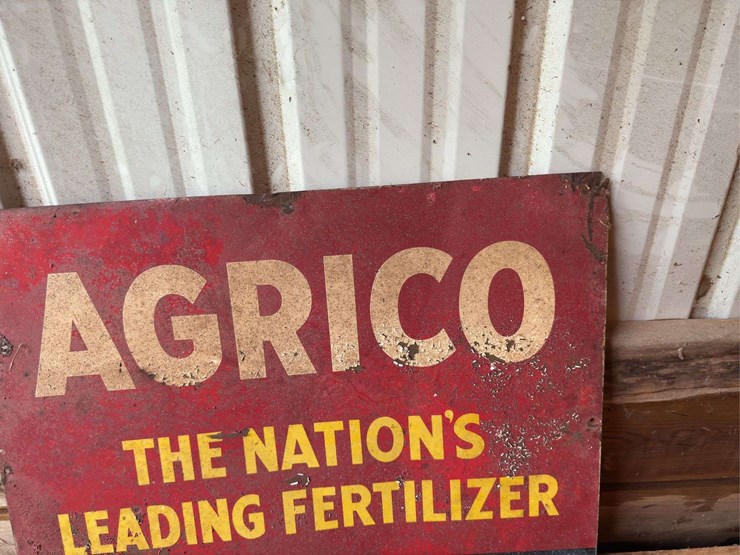 AGRICO
THE NATION'S
LEADING FERTILIZER